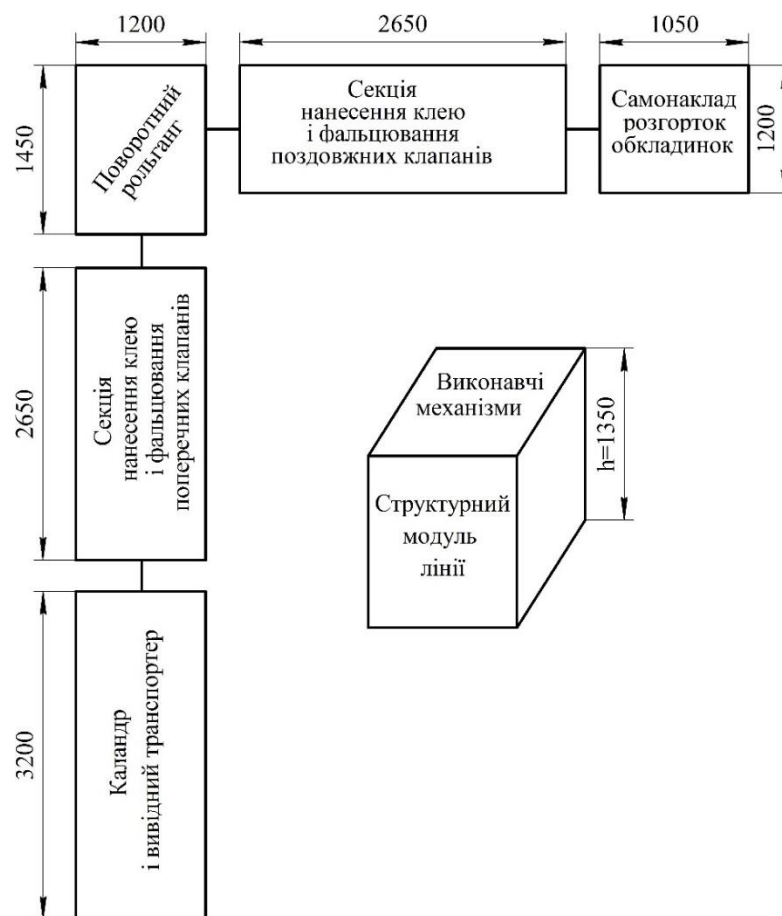 1200
2650
1050
1450
Поворотний
рольганг
Секція
нанесення клею
і фальцювання
поздовжних клапанів
Самонаклад
розгорток
обкладинок
1200
2650
Секція
нанесення клею
і фальцювання
поперечних клапанів
Виконавчі
механізми
h=1350
Структурний
модуль
лінії
3200
Каландр
і вивідний транспортер